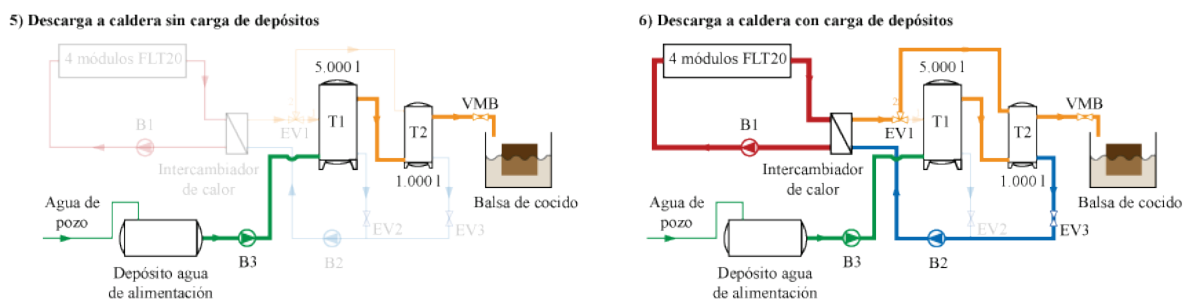 5) Descarga a caldera sin carga de depósitos
4 módulos FLT20
5.000 l
T1
T2
VMB
EV1
B1
Intercambiador
de calor
1.000 l
Balsa de cocido
Agua de
pozo
EV2
EV3
B3
B2
Depósito agua
de alimentación
6) Descarga a caldera con carga de depósitos
4 módulos FLT20
5.000 l
2
T1
T2
VMB
EV1
B1
Intercambiador
de calor
1.000 l
Balsa de cocido
Agua de
pozo
EV2
EV3
B3
B2
Depósito agua
de alimentación